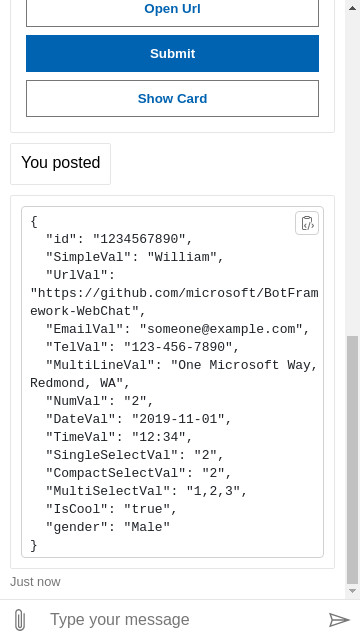 Open Url
Submit
Show Card
You posted
{
  "id": "1234567890",
  "SimpleVal": "William",
  "UrlVal":
"https://github.com/microsoft/BotFram
ework-WebChat",
  "EmailVal": "someone@example.com",
  "TelVal": "123-456-7890",
  "MultiLineVal": "One Microsoft Way,
Redmond, WA",
  "NumVal": "2",
  "DateVal": "2019-11-01",
  "TimeVal": "12:34",
  "SingleSelectVal": "2",
  "CompactSelectVal": "2",
  "MultiSelectVal": "1,2,3",
  "IsCool": "true",
  "gender": "Male"
}
Just now
Type your message